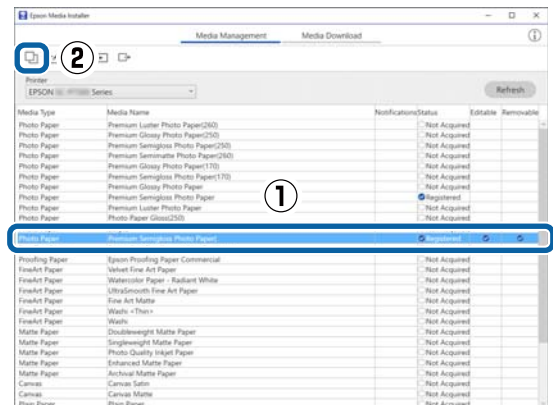 Epson Media Installer
Media Management Media Download
②
Printer
EPSON Series
Refresh
Media Type Media Name Notifications Status Editable Removable
Photo Paper Premium Luster Photo Paper(260) Not Acquired
Photo Paper Premium Glossy Photo Paper(250) Not Acquired
Photo Paper Premium Semigloss Photo Paper(250) Not Acquired
Photo Paper Premium Semimatte Photo Paper(260) Not Acquired
Photo Paper Premium Glossy Photo Paper(170) Not Acquired
Photo Paper Premium Semigloss Photo Paper(170) Not Acquired
Photo Paper Premium Glossy Photo Paper Not Acquired
Photo Paper Premium Semigloss Photo Paper Registered
Photo Paper Premium Luster Photo Paper Not Acquired
Photo Paper Photo Paper Gloss(250) Not Acquired
①
Photo Paper Premium Semigloss Photo Paper( Registered
Proofing Paper Epson Proofing Paper Commercial Not Acquired
FineArt Paper Velvet Fine Art Paper Not Acquired
FineArt Paper Watercolor Paper - Radiant White Not Acquired
FineArt Paper UltraSmooth Fine Art Paper Not Acquired
FineArt Paper Fine Art Matte Not Acquired
FineArt Paper Washi <Thin> Not Acquired
FineArt Paper Washi Not Acquired
Matte Paper Doubleweight Matte Paper Not Acquired
Matte Paper Singleweight Matte Paper Not Acquired
Matte Paper Photo Quality Inkjet Paper Not Acquired
Matte Paper Enhanced Matte Paper Not Acquired
Matte Paper Archival Matte Paper Not Acquired
Canvas Canvas Satin Not Acquired
Canvas Canvas Matte Not Acquired
Plain Paper Plain Paper Not Acquired